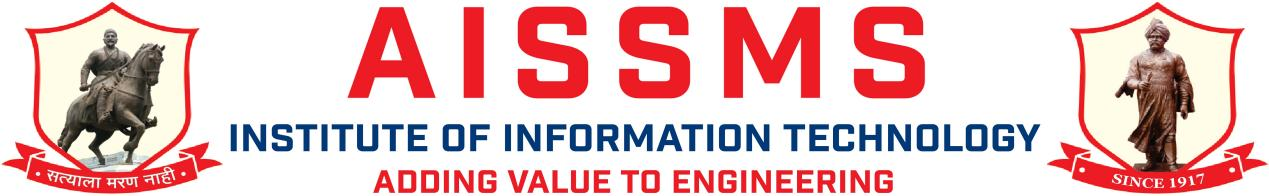 AISSMS
INSTITUTE OF INFORMATION TECHNOLOGY
ADDING VALUE TO ENGINEERING
• सत्याला मरण नाही •
SINCE 1917